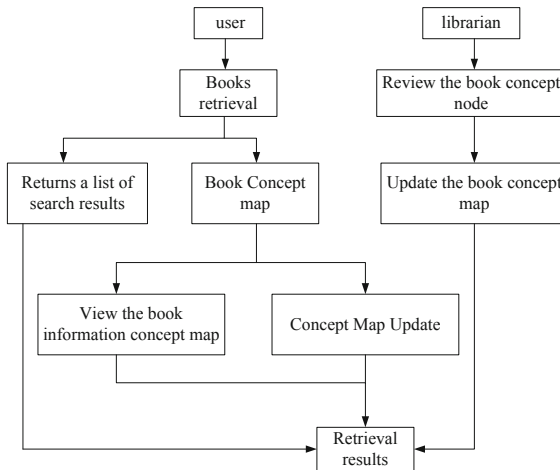 user
librarian
Books
retrieval
Review the book concept
node
Returns a list of
search results
Book Concept
map
Update the book concept
map
View the book
information concept map
Concept Map Update
Retrieval
results